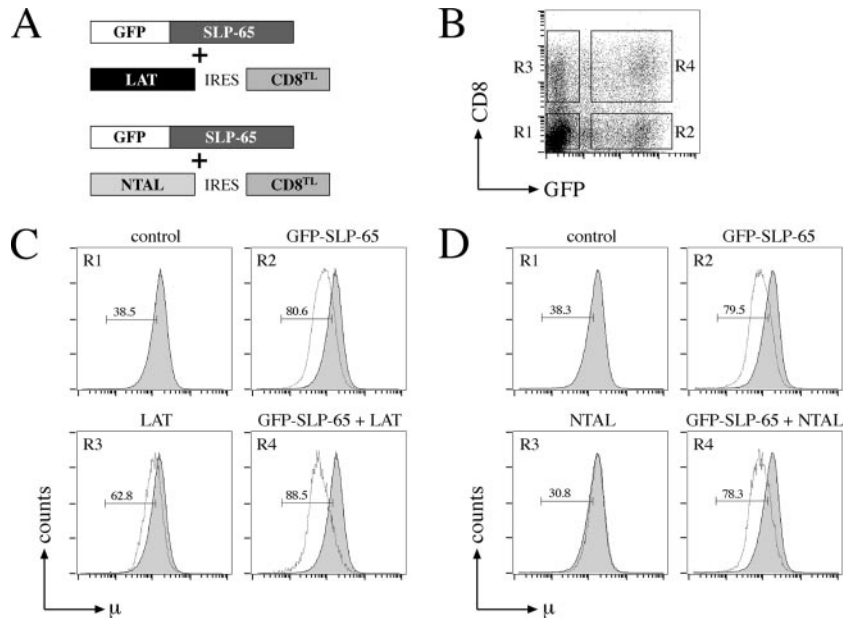 A
GFP SLP-65
+
LAT IRES CD8TL
GFP SLP-65
+
NTAL IRES CD8TL
B
CD8
R3 R4
R1 R2
GFP
C
control GFP-SLP-65
R1 R2
38.5 80.6
LAT GFP-SLP-65 + LAT
R3 R4
62.8 88.5
counts
μ
D
control GFP-SLP-65
R1 R2
38.3 79.5
NTAL GFP-SLP-65 + NTAL
R3 R4
30.8 78.3
counts
μ